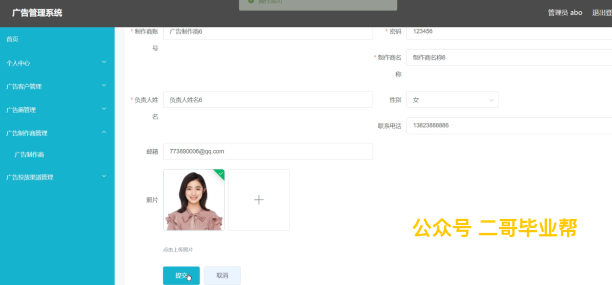 广告管理系统
管理员 abo 退出登
首页
个人中心
广告客户管理
广告商管理
广告制作商管理
广告制作商
广告投放渠道管理
* 制作商账号 广告制作商6
* 密码 123456
* 制作商名称 制作商名称6
* 负责人姓名 负责人姓名6
性别 女
联系电话 13823888886
邮箱 773890006@qq.com
照片
点击上传照片
提交 取消
公众号 二哥毕业帮